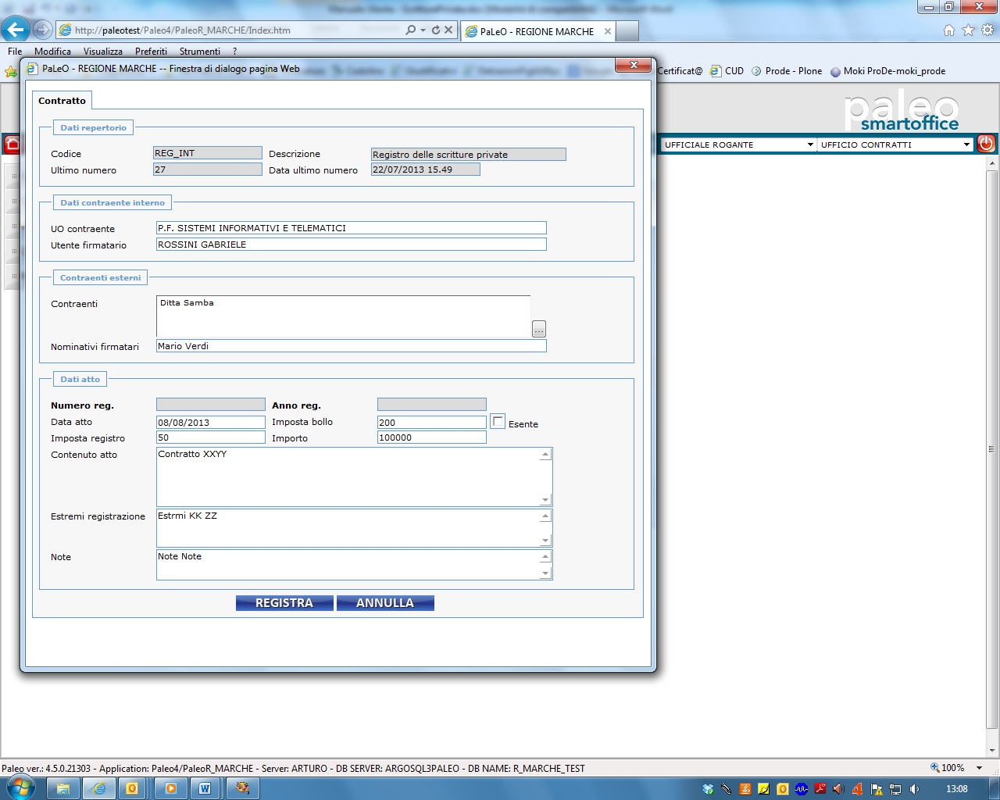 http://paleotest/Paleo4/PaleoR_MARCHE/Index.htm
PaLeO - REGIONE MARCHE
File Modifica Visualizza Preferiti Strumenti ?
PaLeO - REGIONE MARCHE -- Finestra di dialogo pagina Web
Certificat@ CUD Prode - Plone Moki ProDe-moki_prode
paleo
smartoffice
UFFICIALE ROGANTE UFFICIO CONTRATTI
Contratto
Dati repertorio
Codice REG_INT Descrizione Registro delle scritture private
Ultimo numero 27 Data ultimo numero 22/07/2013 15.49
Dati contraente interno
UO contraente P.F. SISTEMI INFORMATIVI E TELEMATICI
Utente firmatario ROSSINI GABRIELE
Contraenti esterni
Contraenti Ditta Samba
...
Nominativi firmatari Mario Verdi
Dati atto
Numero reg. Anno reg.
Data atto 08/08/2013 Imposta bollo 200 Esente
Imposta registro 50 Importo 100000
Contenuto atto Contratto XXYY
Estremi registrazione Estrmi KK ZZ
Note Note Note
REGISTRA ANNULLA
Paleo ver.: 4.5.0.21303 - Application: Paleo4/PaleoR_MARCHE - Server: ARTURO - DB SERVER: ARGOSQL3PALEO - DB NAME: R_MARCHE_TEST
100%
13:08